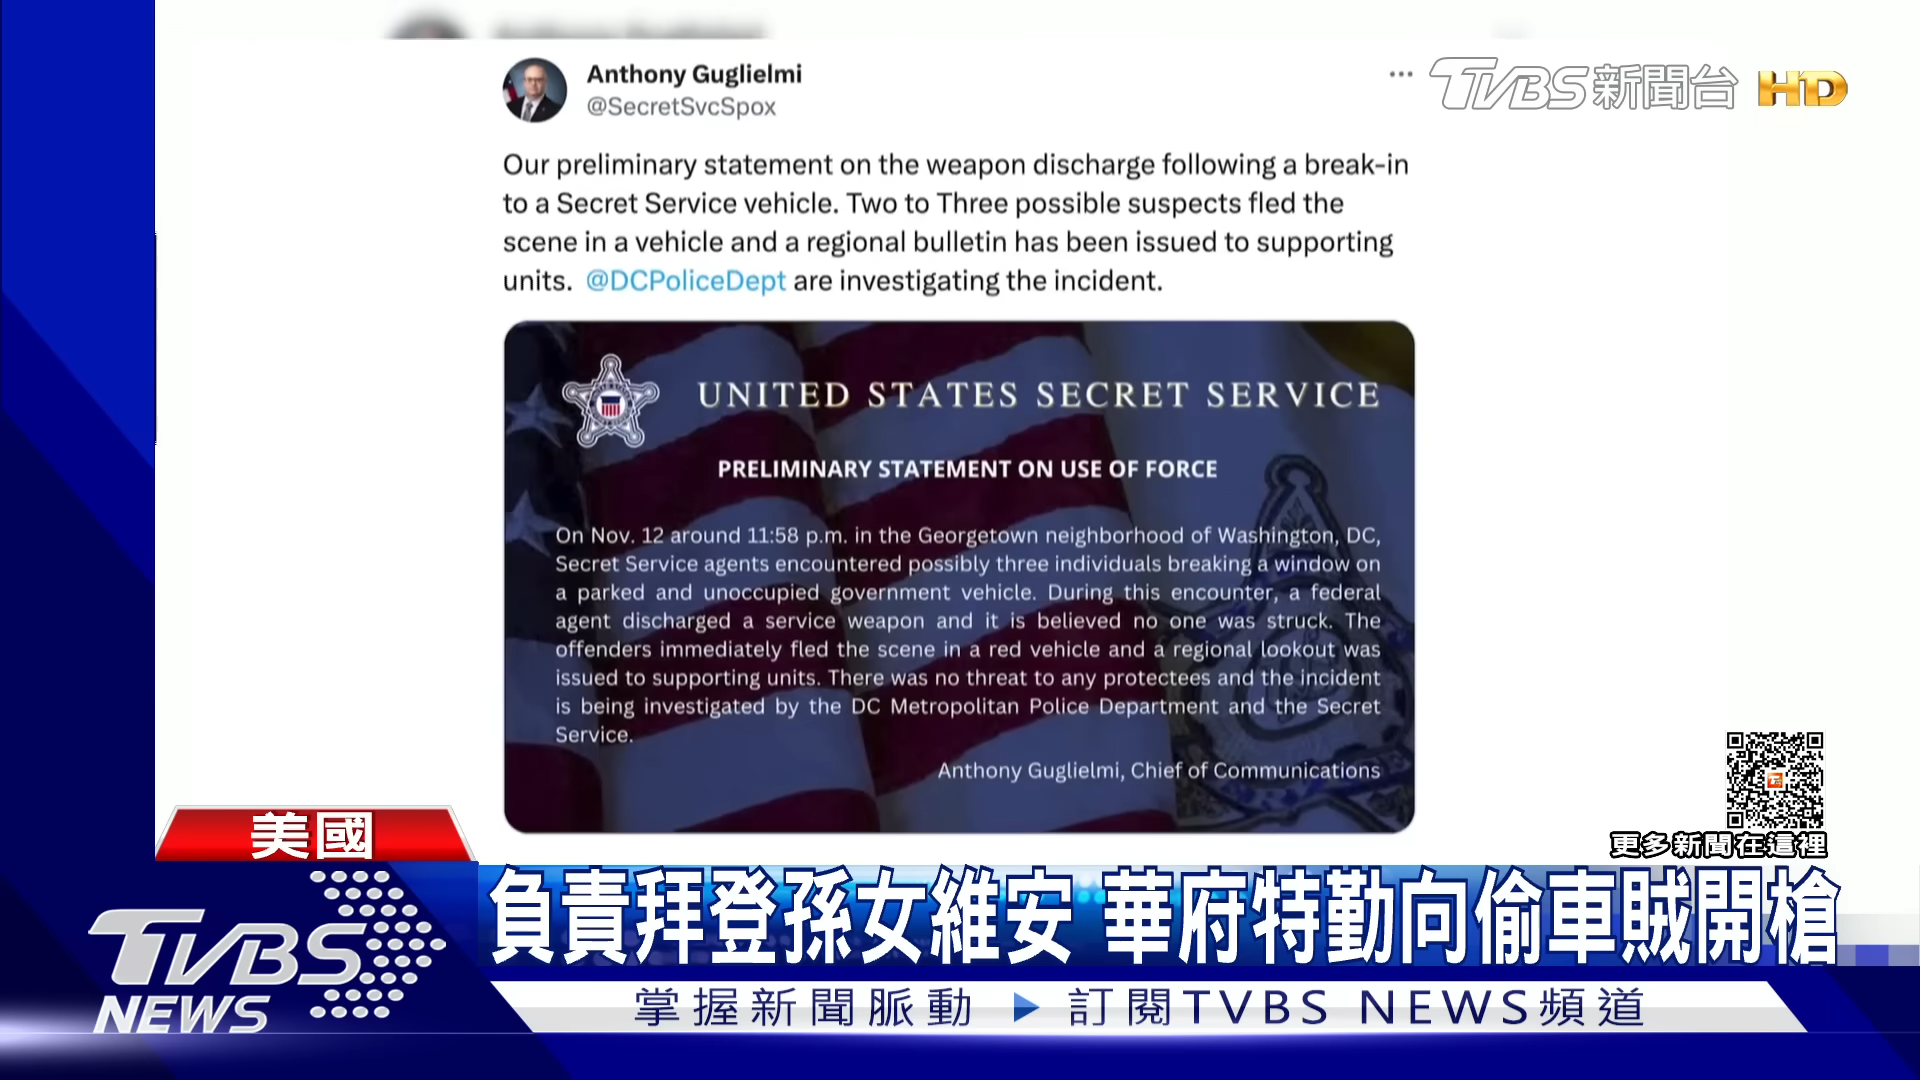 Anthony Guglielmi
@SecretSvcSpox
TVBS新聞台 HD
Our preliminary statement on the weapon discharge following a break-in
to a Secret Service vehicle. Two to Three possible suspects fled the
scene in a vehicle and a regional bulletin has been issued to supporting
units. @DCPoliceDept are investigating the incident.
UNITED STATES SECRET SERVICE
PRELIMINARY STATEMENT ON USE OF FORCE
On Nov. 12 around 11:58 p.m. in the Georgetown neighborhood of Washington, DC,
Secret Service agents encountered possibly three individuals breaking a window on
a parked and unoccupied government vehicle. During this encounter, a federal
agent discharged a service weapon and it is believed no one was struck. The
offenders immediately fled the scene in a red vehicle and a regional lookout was
issued to supporting units. There was no threat to any protectees and the incident
is being investigated by the DC Metropolitan Police Department and the Secret
Service.
Anthony Guglielmi, Chief of Communications
更多新聞在這裡
美國
負責拜登孫女維安 華府特勤向偷車賊開槍
TVBS
NEWS
掌握新聞脈動 ▶ 訂閱TVBS NEWS頻道